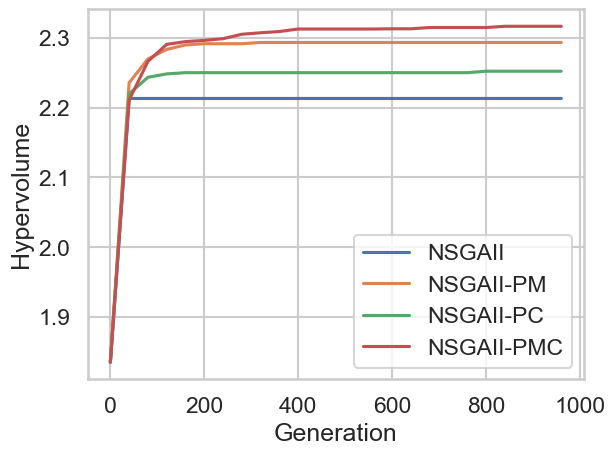 2.3
2.2
2.1
2.0
1.9
Hypervolume
NSGAII
NSGAII-PM
NSGAII-PC
NSGAII-PMC
0 200 400 600 800 1000
Generation